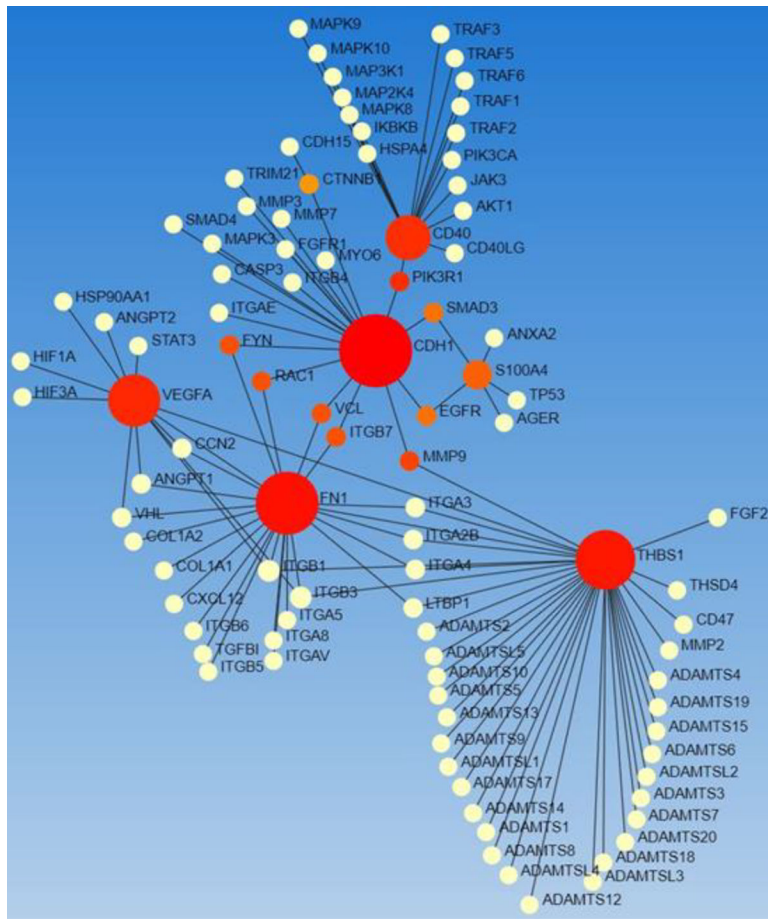 MAPK9
TRAF3
MAPK10
TRAF5
MAP3K1
TRAF6
MAP2K4
TRAF1
MAPK8
IKBKB
TRAF2
CDH15
HSPA4
PIK3CA
TRIM21
CTNNB1
JAK3
MMP3
AKT1
SMAD4
MMP7
CD40
MAPK3
FGFR1
CD40LG
CASP3
MYO6
ITGB4
PIK3R1
HSP90AA1
ITGAE
SMAD3
ANGPT2
STAT3
FYN
CDH1
ANXA2
HIF1A
RAC1
S100A4
HIF3A
VEGFA
TP53
VCL
EGFR
AGER
CCN2
ITGB7
MMP9
ANGPT1
FN1
ITGA3
VHL
FGF2
COL1A2
ITGA2B
COL1A1
ITGB1
ITGA4
THBS1
CXCL12
ITGB3
THSD4
ITGB6
ITGA5
LTBP1
CD47
TGFBI
ITGA8
ADAMTS2
MMP2
ITGB5
ITGAV
ADAMTSL5
ADAMTS10
ADAMTS4
ADAMTS5
ADAMTS19
ADAMTS13
ADAMTS15
ADAMTS9
ADAMTS6
ADAMTSL1
ADAMTSL2
ADAMTS17
ADAMTS3
ADAMTS14
ADAMTS7
ADAMTS1
ADAMTS20
ADAMTS8
ADAMTS18
ADAMTSL4
ADAMTSL3
ADAMTS12